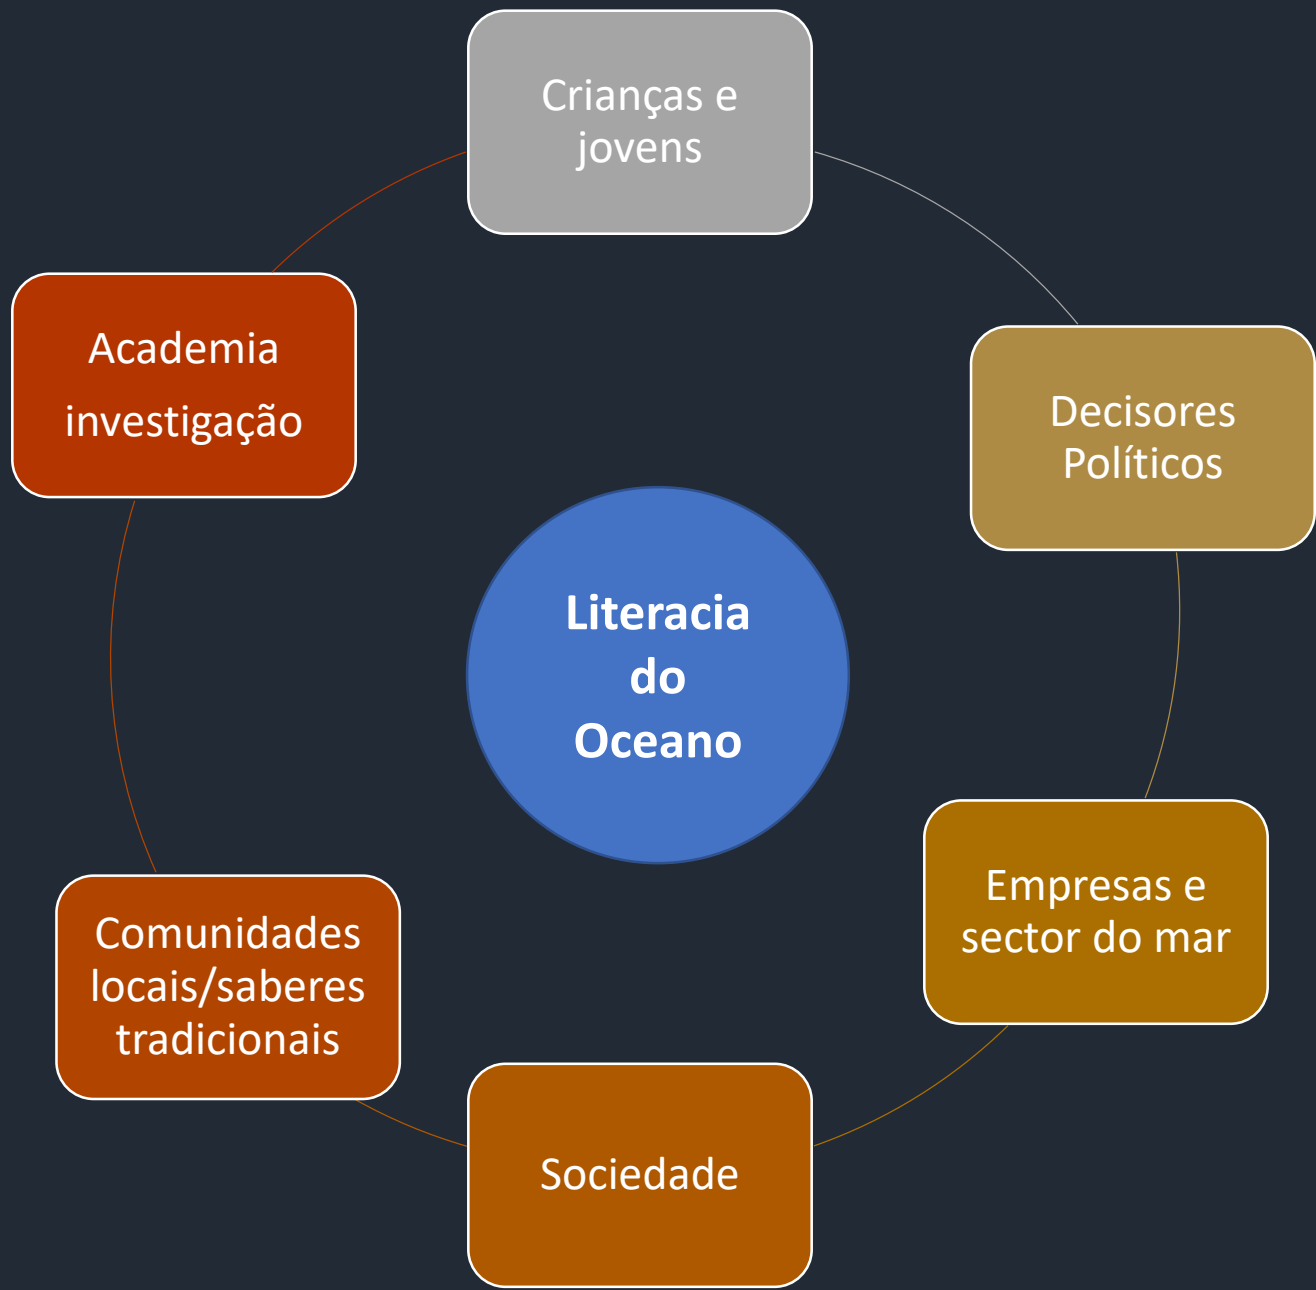 Crianças e
jovens
Decisores
Políticos
Empresas e
sector do mar
Sociedade
Comunidades
locais/saberes
tradicionais
Academia
investigação
Literacia
do
Oceano